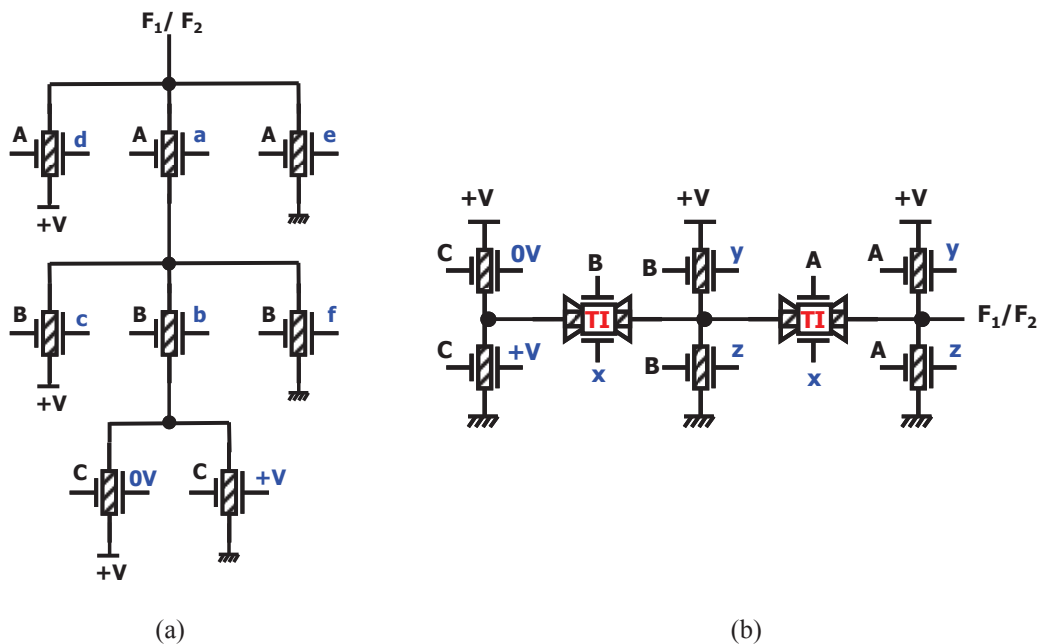 F1/ F2
A d A a A e
+V
B c B b B f
+V
C 0V C +V
+V
(a)
+V +V +V
C 0V B y A y
B A
TI TI F1/F2
C +V B z A z
x x
(b)